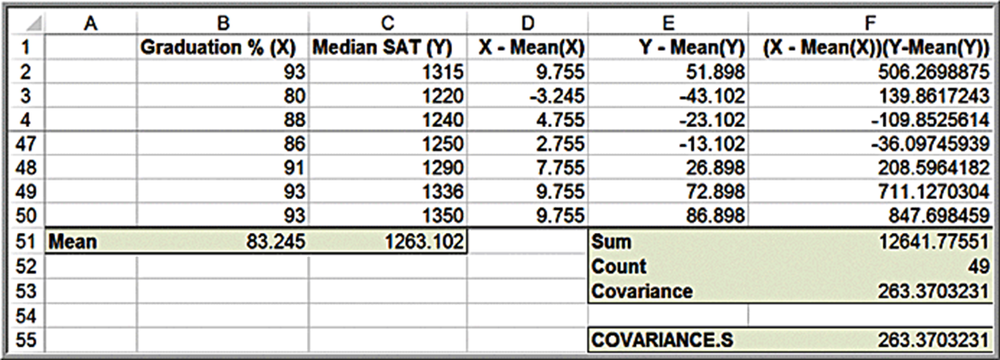 A B C D E F
1 Graduation % (X) Median SAT (Y) X - Mean(X) Y - Mean(Y) (X - Mean(X))(Y-Mean(Y))
2 93 1315 9.755 51.898 506.2698875
3 80 1220 -3.245 -43.102 139.8617243
4 88 1240 4.755 -23.102 -109.8525614
47 86 1250 2.755 -13.102 -36.09745939
48 91 1290 7.755 26.898 208.5964182
49 93 1336 9.755 72.898 711.1270304
50 93 1350 9.755 86.898 847.698459
51 Mean 83.245 1263.102 Sum 12641.77551
52 Count 49
53 Covariance 263.3703231
54
55 COVARIANCE.S 263.3703231